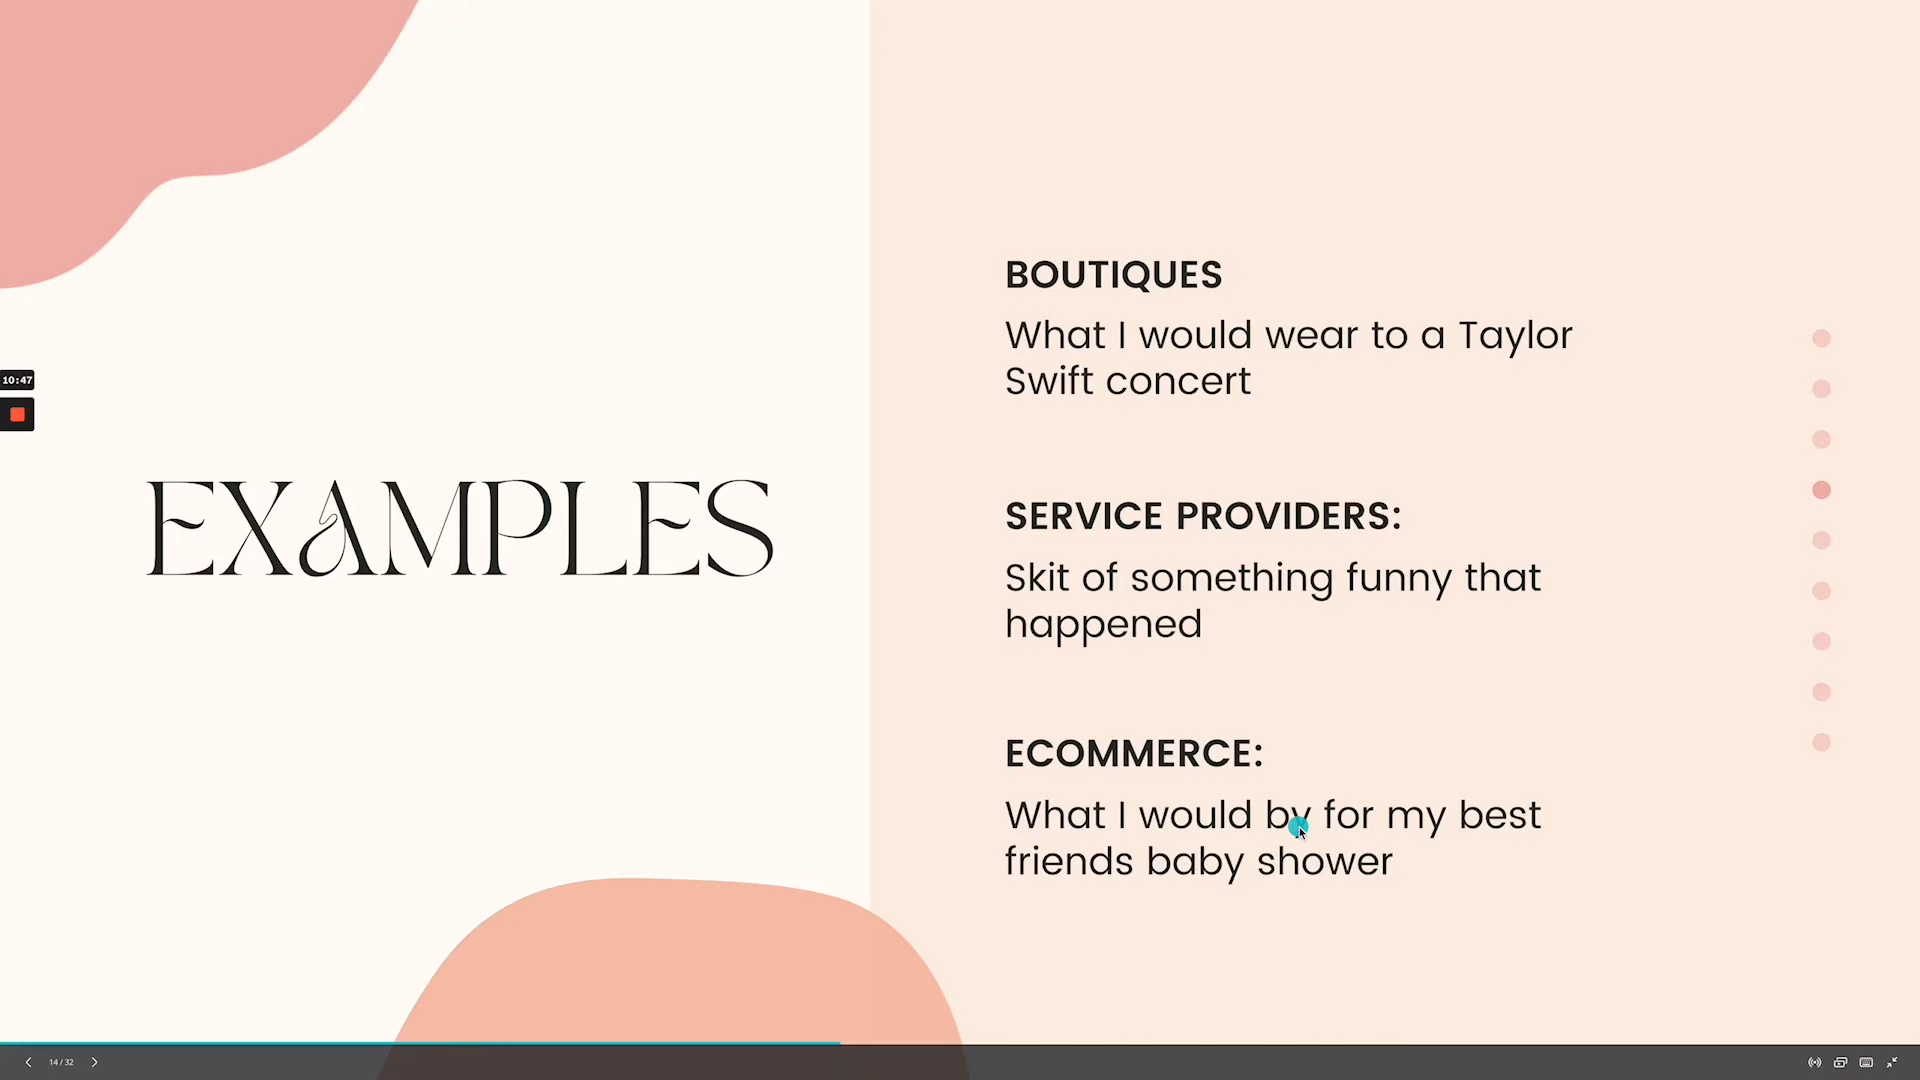 10:47
EXAMPLES
BOUTIQUES
What I would wear to a Taylor
Swift concert
SERVICE PROVIDERS:
Skit of something funny that
happened
ECOMMERCE:
What I would by for my best
friends baby shower
14 / 32